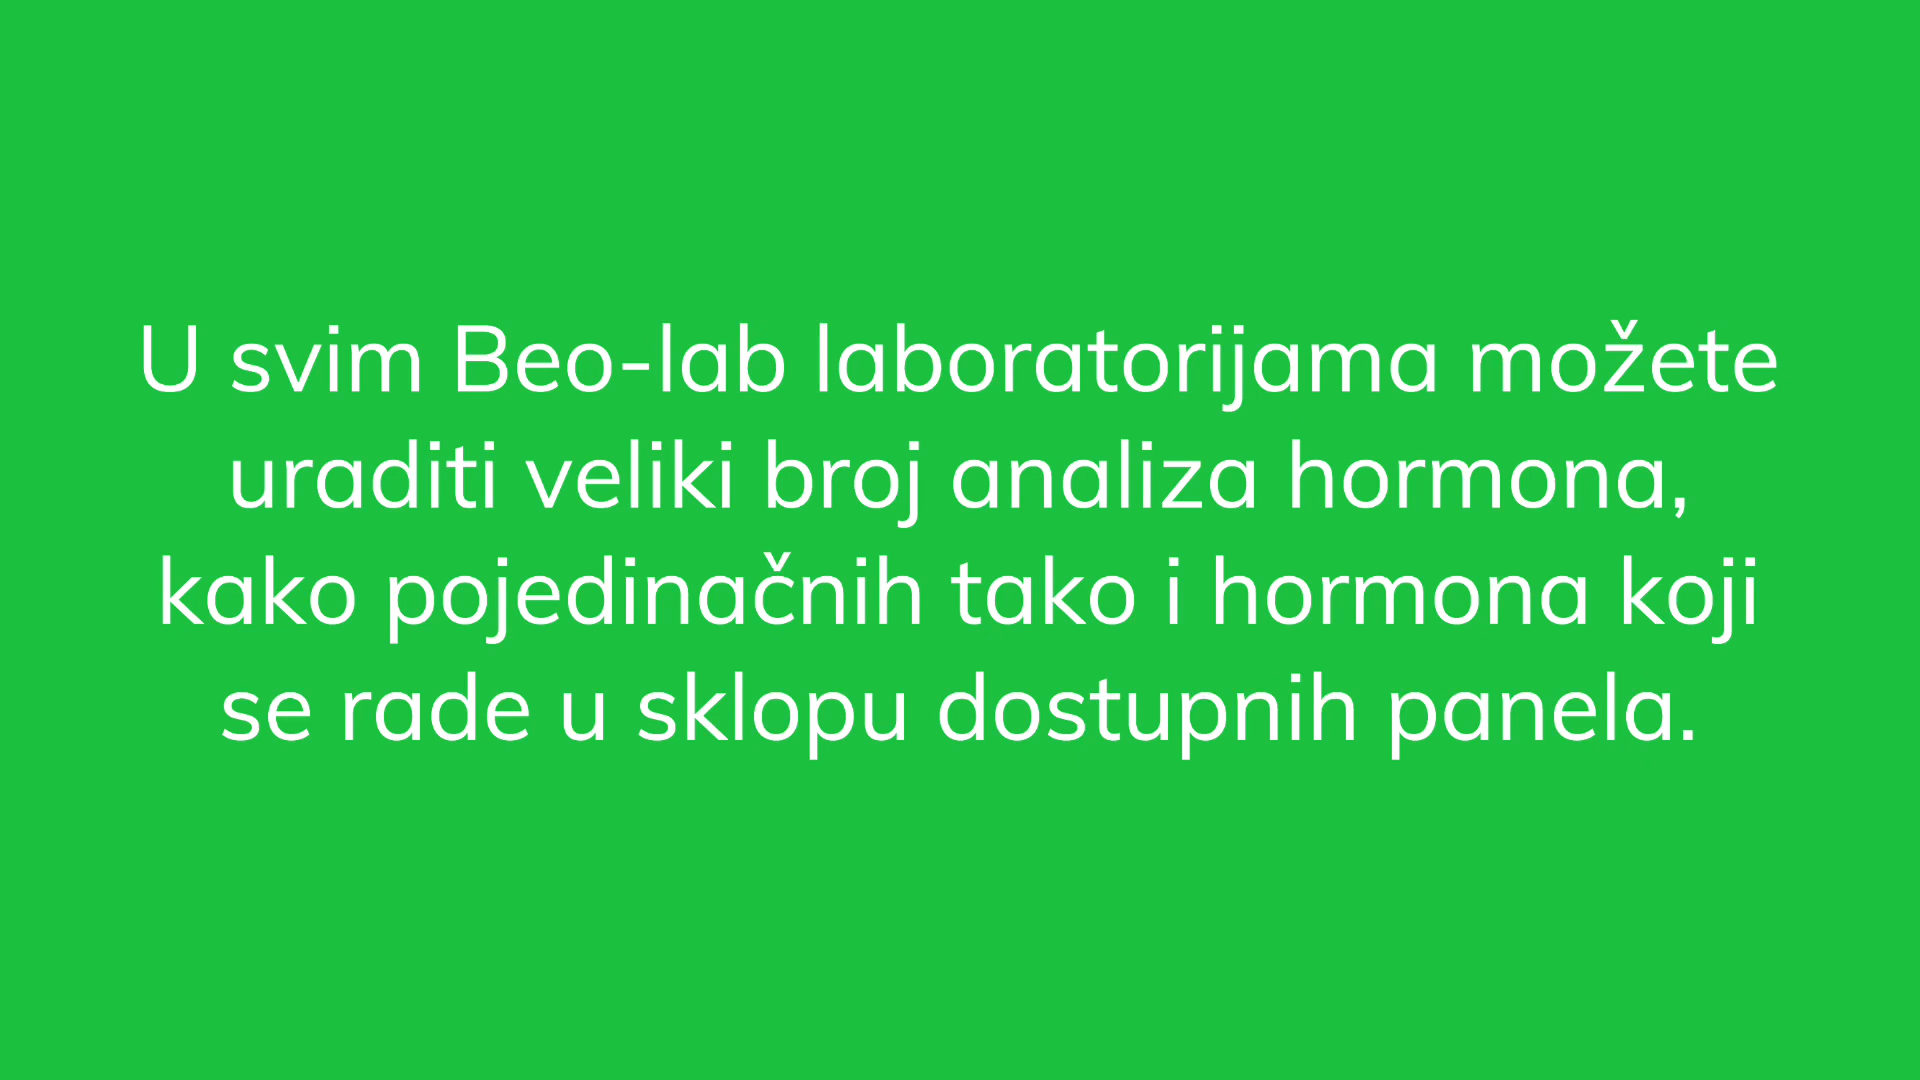 U svim Beo-lab laboratorijama možete
uraditi veliki broj analiza hormona,
kako pojedinačnih tako i hormona koji
se rade u sklopu dostupnih panela.